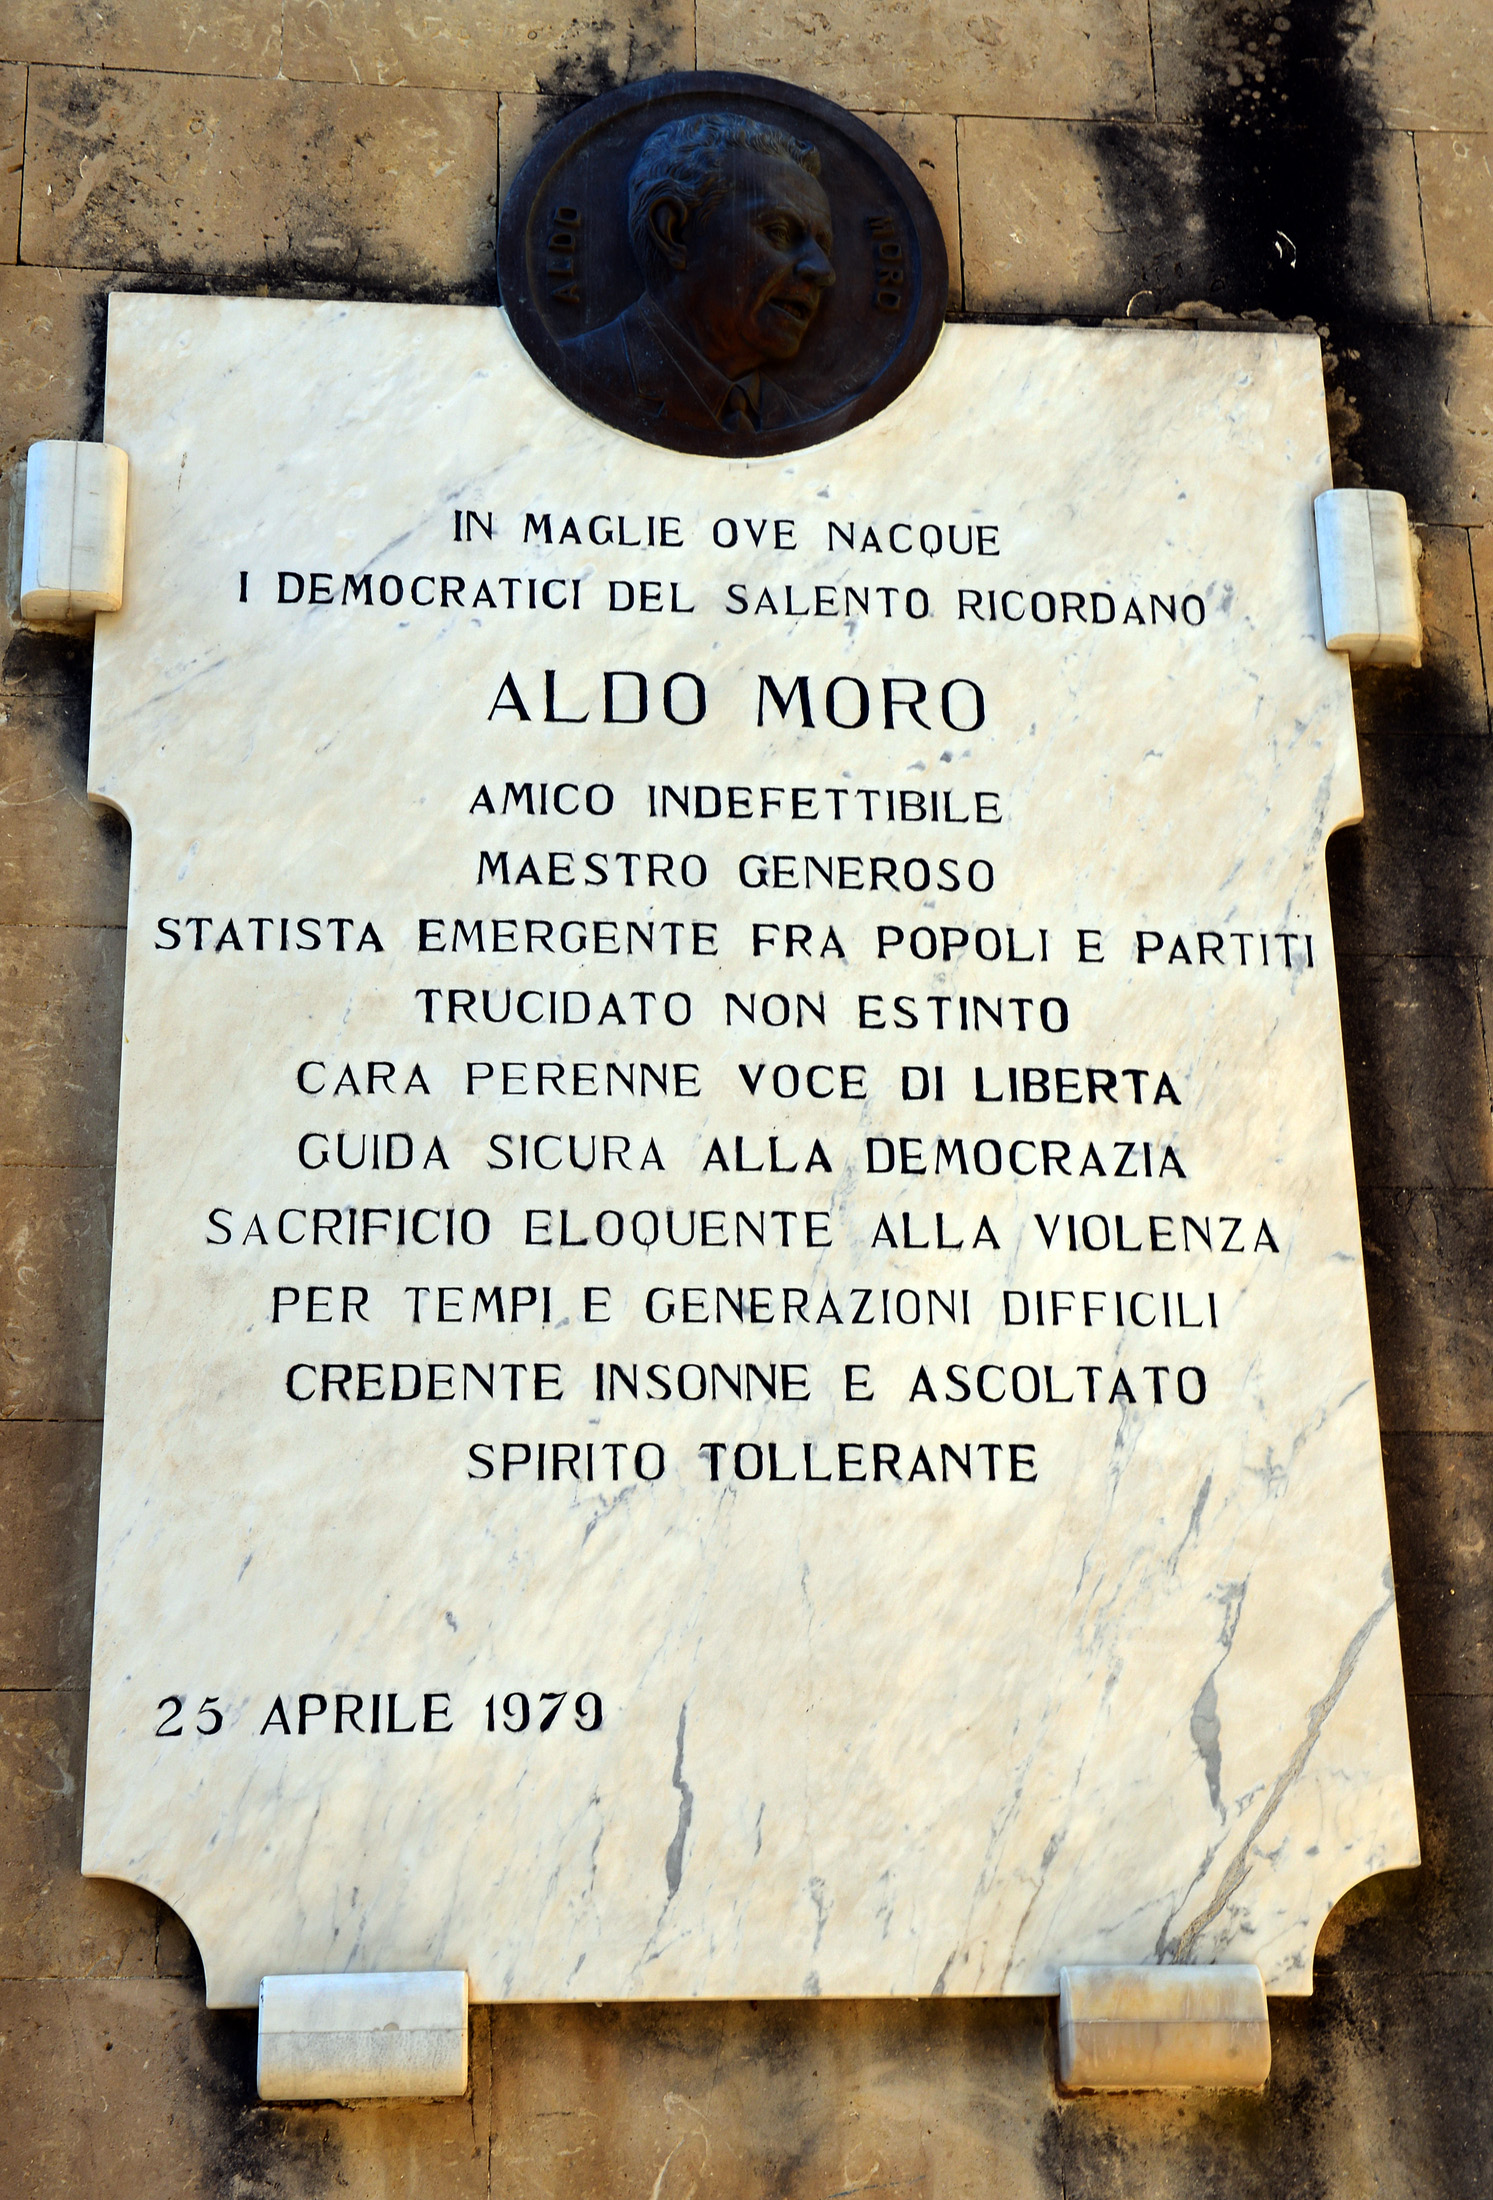 ALDO MORO
IN MAGLIE OVE NACQUE
I DEMOCRATICI DEL SALENTO RICORDANO
ALDO MORO
AMICO INDEFETTIBILE
MAESTRO GENEROSO
STATISTA EMERGENTE FRA POPOLI E PARTITI
TRUCIDATO NON ESTINTO
CARA PERENNE VOCE DI LIBERTA
GUIDA SICURA ALLA DEMOCRAZIA
SACRIFICIO ELOQUENTE ALLA VIOLENZA
PER TEMPI E GENERAZIONI DIFFICILI
CREDENTE INSONNE E ASCOLTATO
SPIRITO TOLLERANTE
25 APRILE 1979